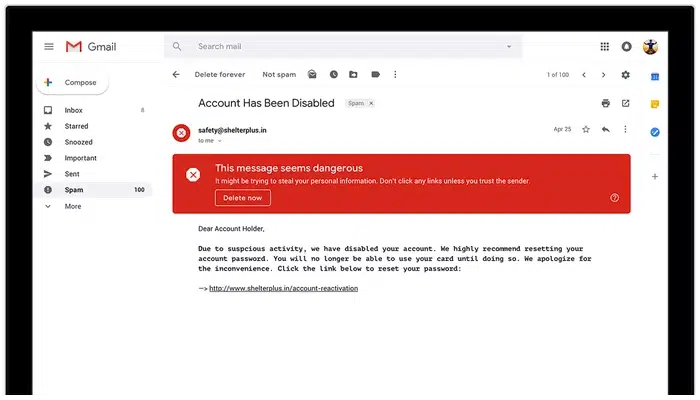 Gmail
Search mail
Compose
Delete forever
Not spam
1 of 100
Inbox 8
Starred
Snoozed
Important
Sent
Spam 100
More
Account Has Been Disabled
Spam ×
safety@shelterplus.in
to me
Apr 25
This message seems dangerous
It might be trying to steal your personal information. Don't click any links unless you trust the sender.
Delete now
Dear Account Holder,
Due to suspcious activity, we have disabled your account. We highly recommend resetting your
account password. You will no longer be able to use your card until doing so. We apologize for
the inconvenience. Click the link below to reset your password:
—> http://www.shelterplus.in/account-reactivation